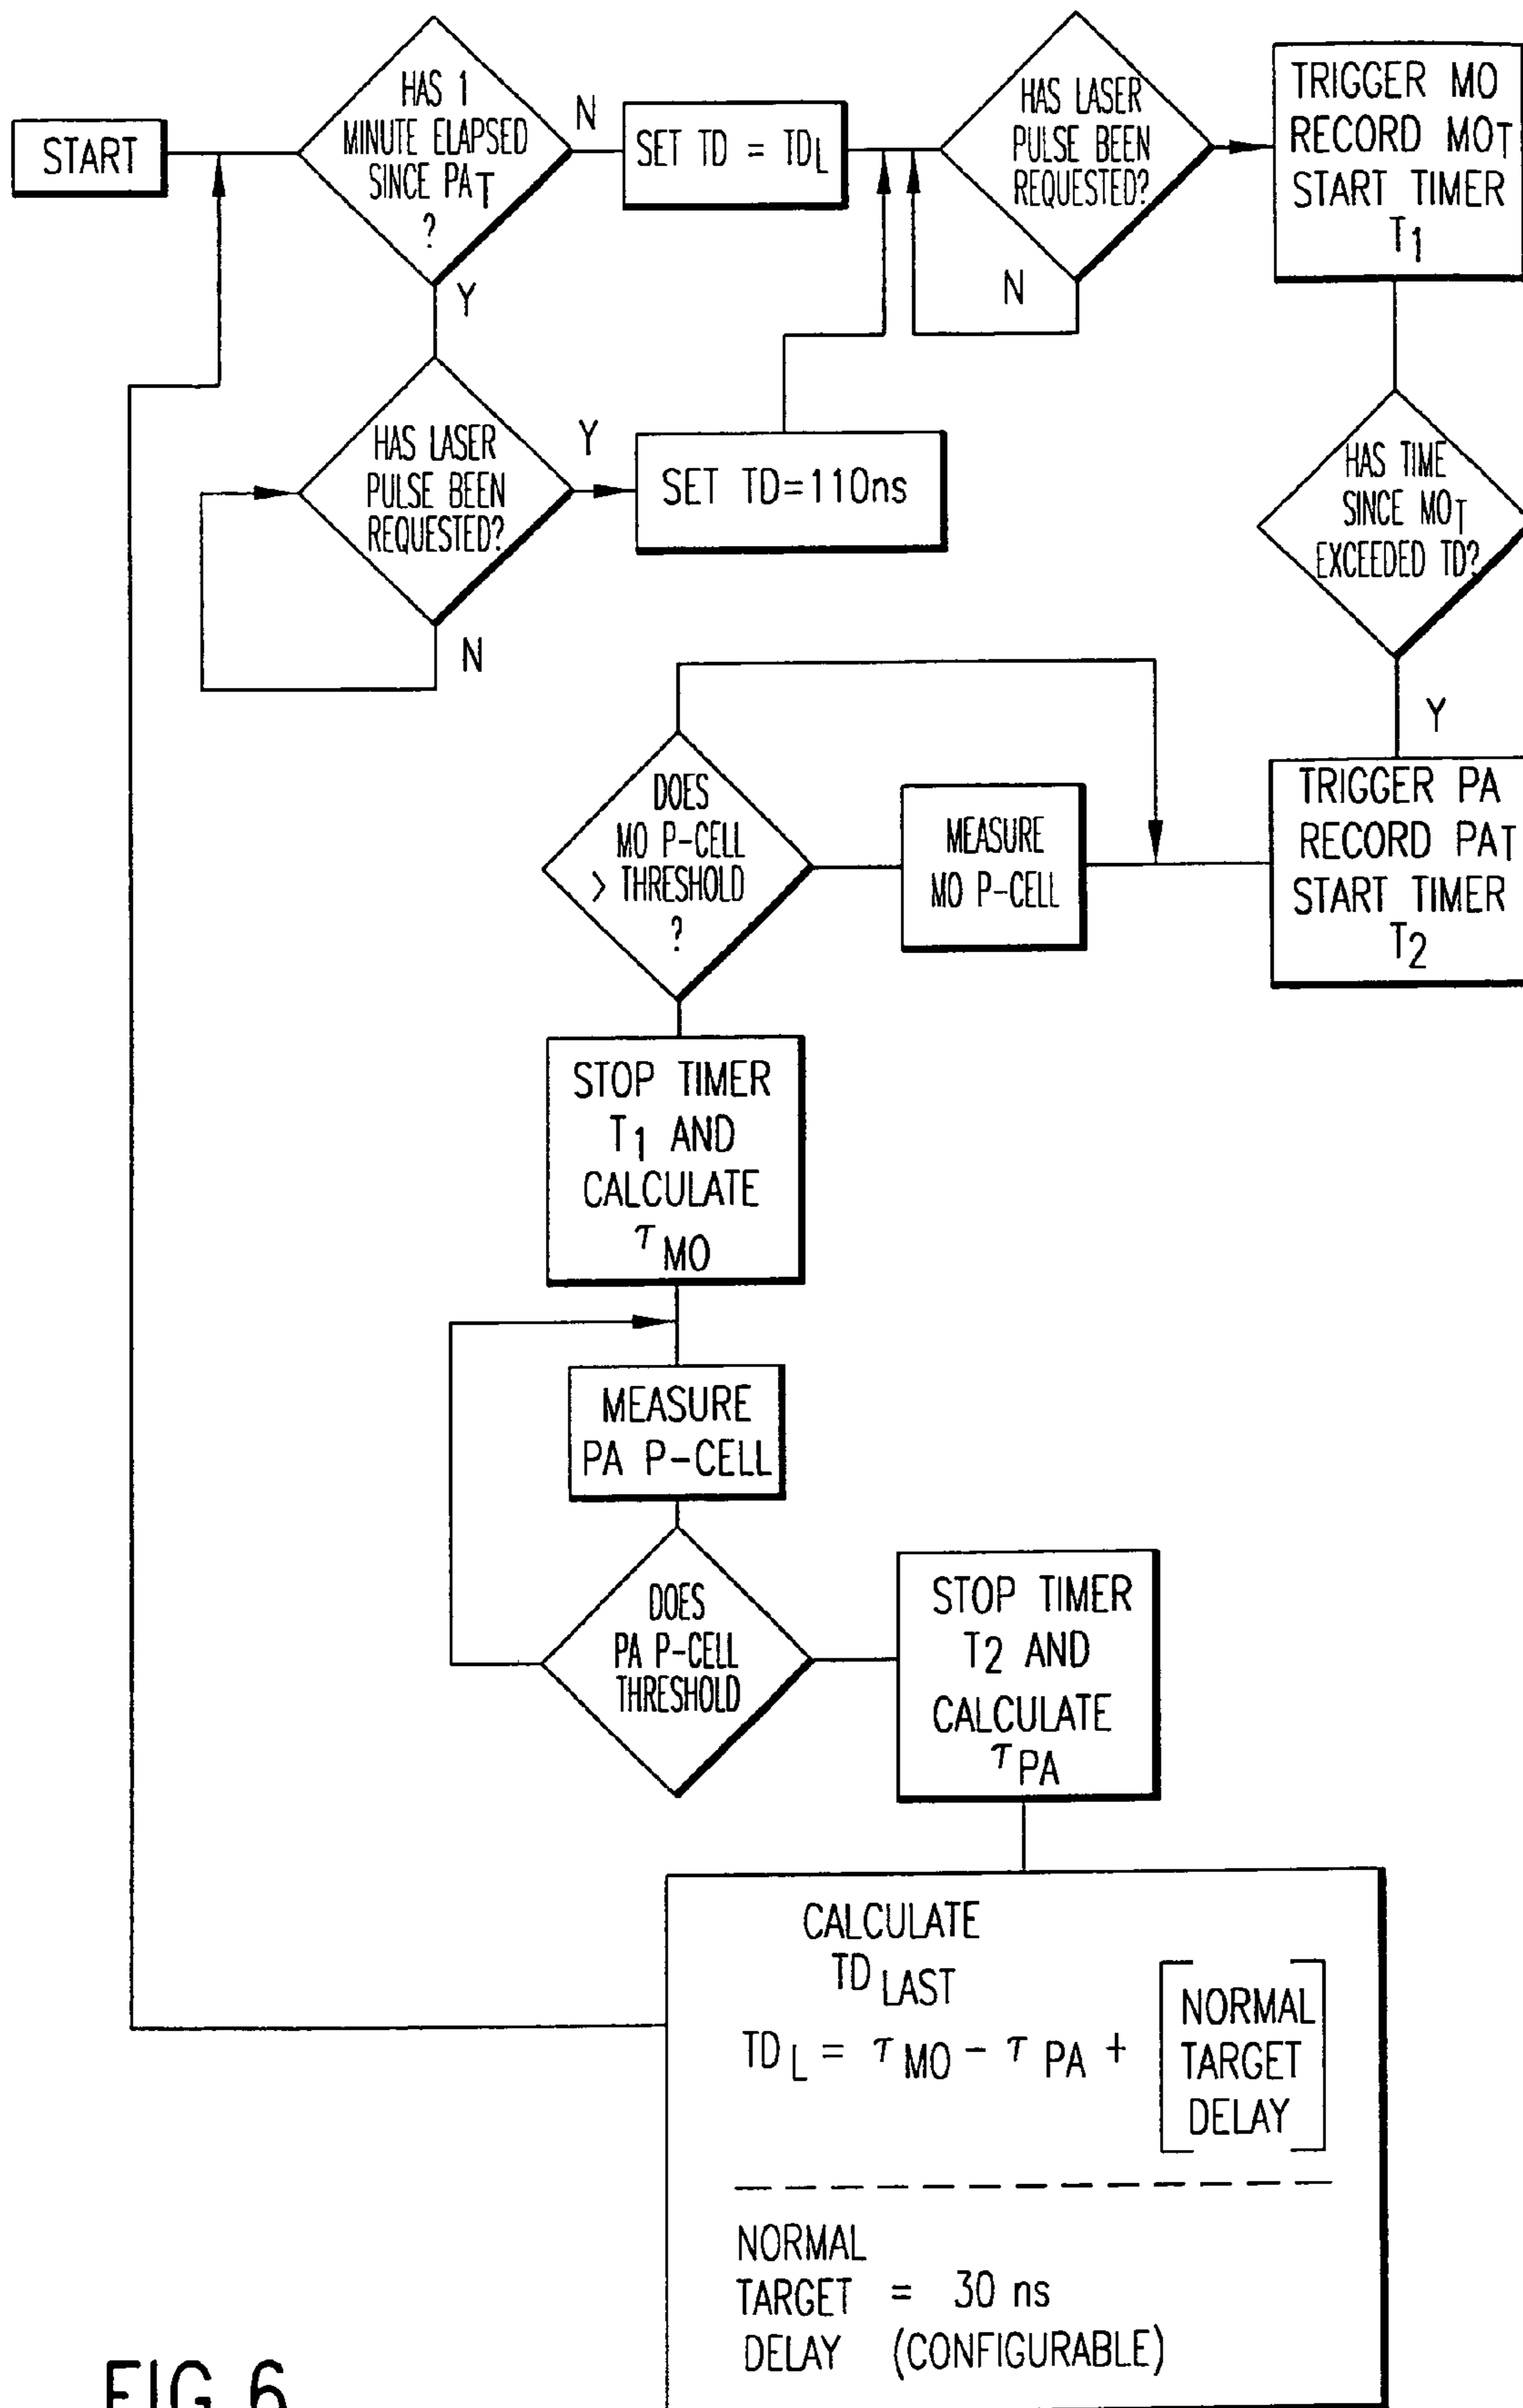 START
HAS 1
MINUTE ELAPSED
SINCE PAT
?
N
Y
SET TD = TDL
HAS LASER
PULSE BEEN
REQUESTED?
N
TRIGGER MO
RECORD MOT
START TIMER
T1
HAS LASER
PULSE BEEN
REQUESTED?
Y
N
SET TD=110ns
HAS TIME
SINCE MOT
EXCEEDED TD?
Y
TRIGGER PA
RECORD PAT
START TIMER
T2
MEASURE
MO P-CELL
DOES
MO P-CELL
> THRESHOLD
?
STOP TIMER
T1 AND
CALCULATE
τMO
MEASURE
PA P-CELL
DOES
PA P-CELL
THRESHOLD
STOP TIMER
T2 AND
CALCULATE
τPA
CALCULATE
TD LAST
TD L = τ MO - τ PA + [NORMAL
TARGET
DELAY]
NORMAL
TARGET = 30 ns
DELAY (CONFIGURABLE)
FIG 6